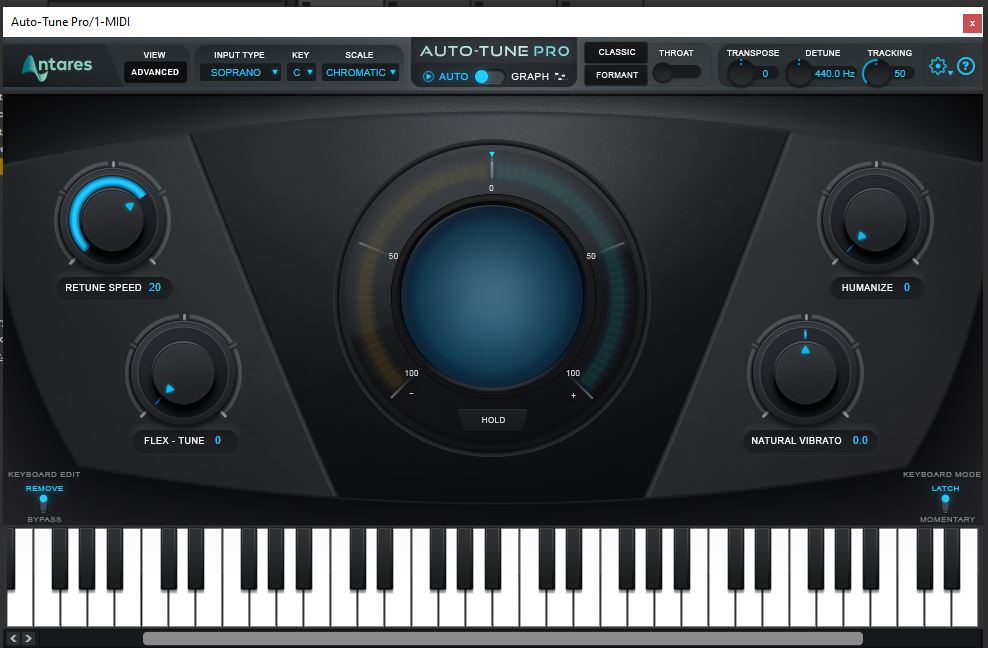 Auto-Tune Pro/1-MIDI
x
Antares
VIEW
ADVANCED
INPUT TYPE
SOPRANO
KEY
C
SCALE
CHROMATIC
AUTO-TUNE PRO
AUTO
GRAPH
CLASSIC
FORMANT
THROAT
TRANSPOSE
0
DETUNE
440.0 Hz
TRACKING
50
?
0
50
50
100
100
-
+
HOLD
RETUNE SPEED 20
HUMANIZE 0
FLEX - TUNE 0
NATURAL VIBRATO 0.0
KEYBOARD EDIT
REMOVE
BYPASS
KEYBOARD MODE
LATCH
MOMENTARY